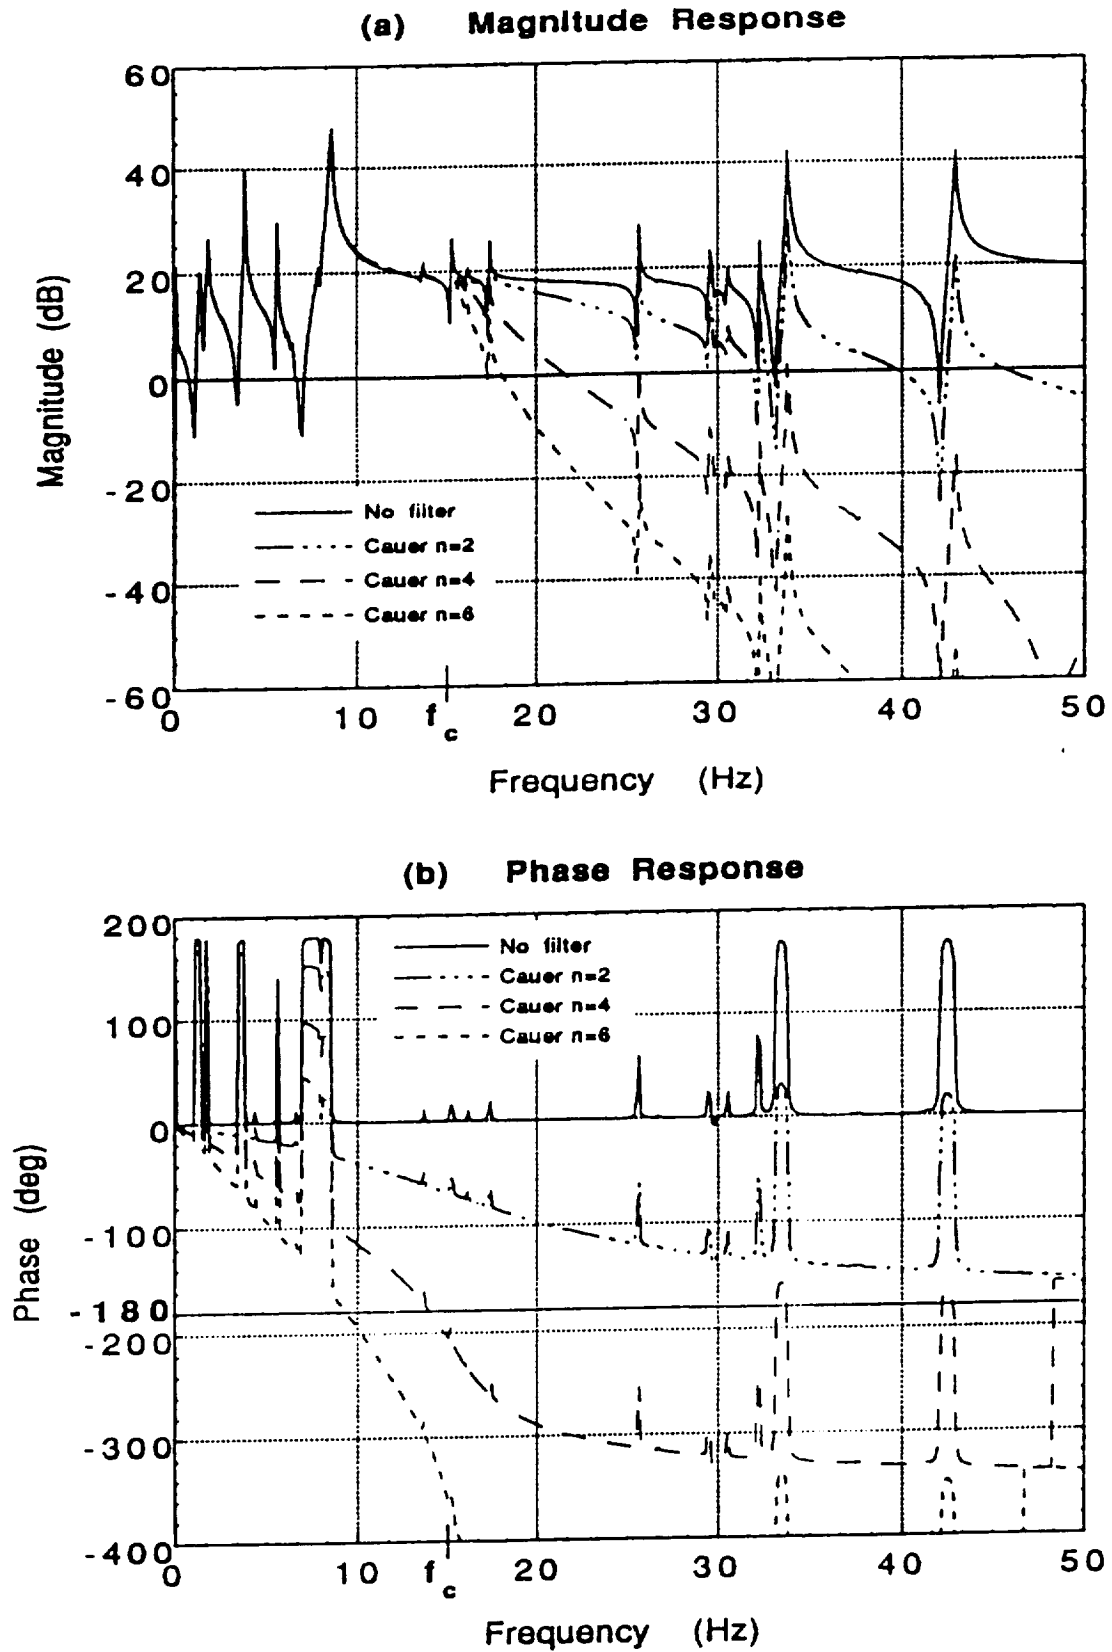 (a) Magnitude Response
60
40
20
0
-20
-40
-60
Magnitude (dB)
No filter
Cauer n=2
Cauer n=4
Cauer n=6
0 10 f_c 20 30 40 50
Frequency (Hz)
(b) Phase Response
200
100
0
-100
-180
-200
-300
-400
Phase (deg)
No filter
Cauer n=2
Cauer n=4
Cauer n=6
0 10 f_c 20 30 40 50
Frequency (Hz)